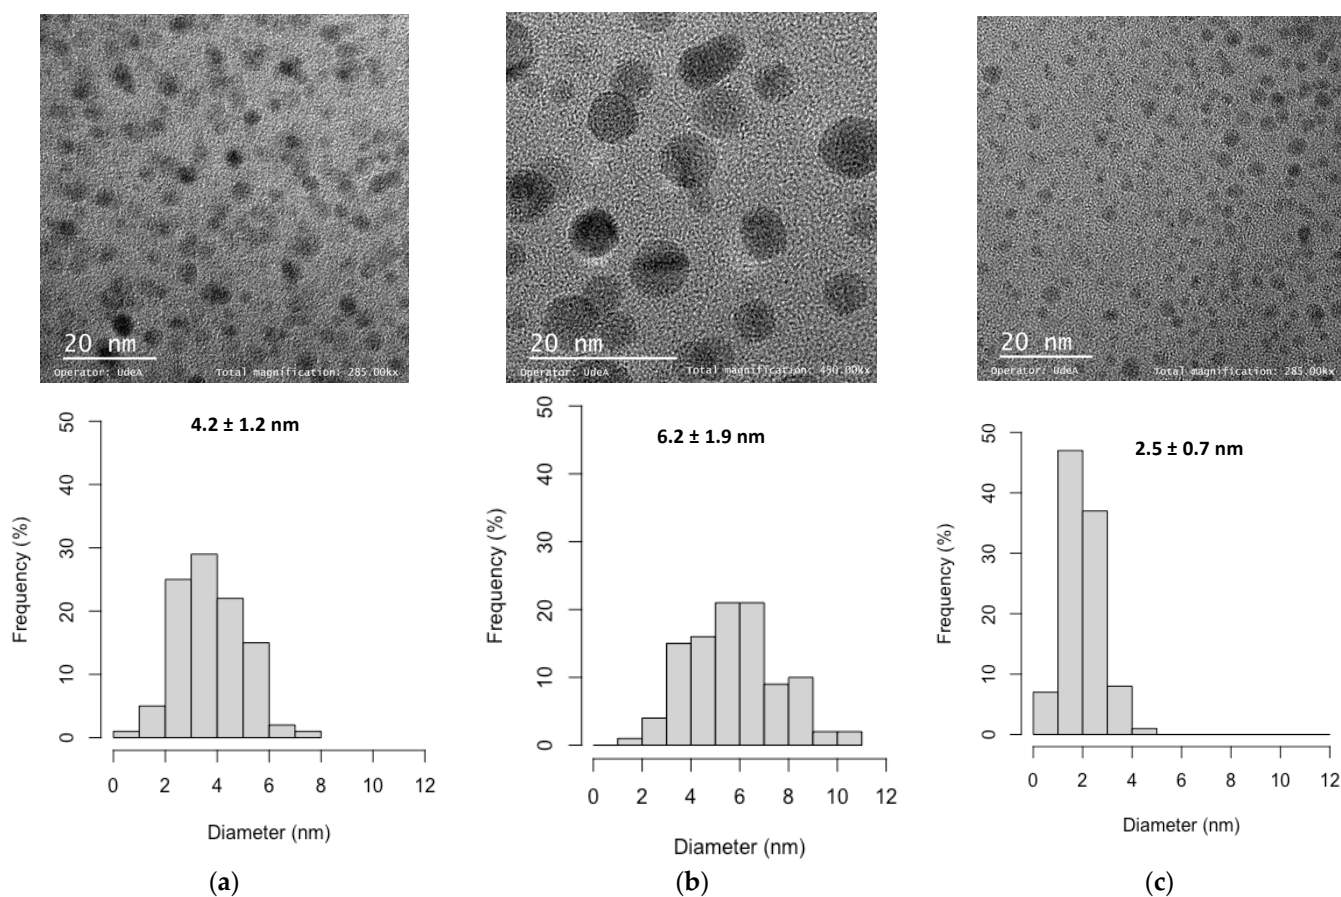 20 nm
Operator: UdeA Total magnification: 285.00kx
20 nm
Operator: UdeA Total magnification: 450.00kx
20 nm
Operator: UdeA Total magnification: 285.00kx
4.2 ± 1.2 nm
50
40
30
20
10
0
Frequency (%)
0 2 4 6 8 10 12
Diameter (nm)
(a)
6.2 ± 1.9 nm
50
40
30
20
10
0
Frequency (%)
0 2 4 6 8 10 12
Diameter (nm)
(b)
2.5 ± 0.7 nm
50
40
30
20
10
0
Frequency (%)
0 2 4 6 8 10 12
Diameter (nm)
(c)